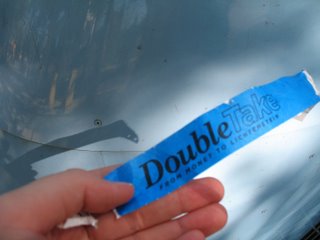 DoubleTake
FROM MONET TO LICHTENSTEIN